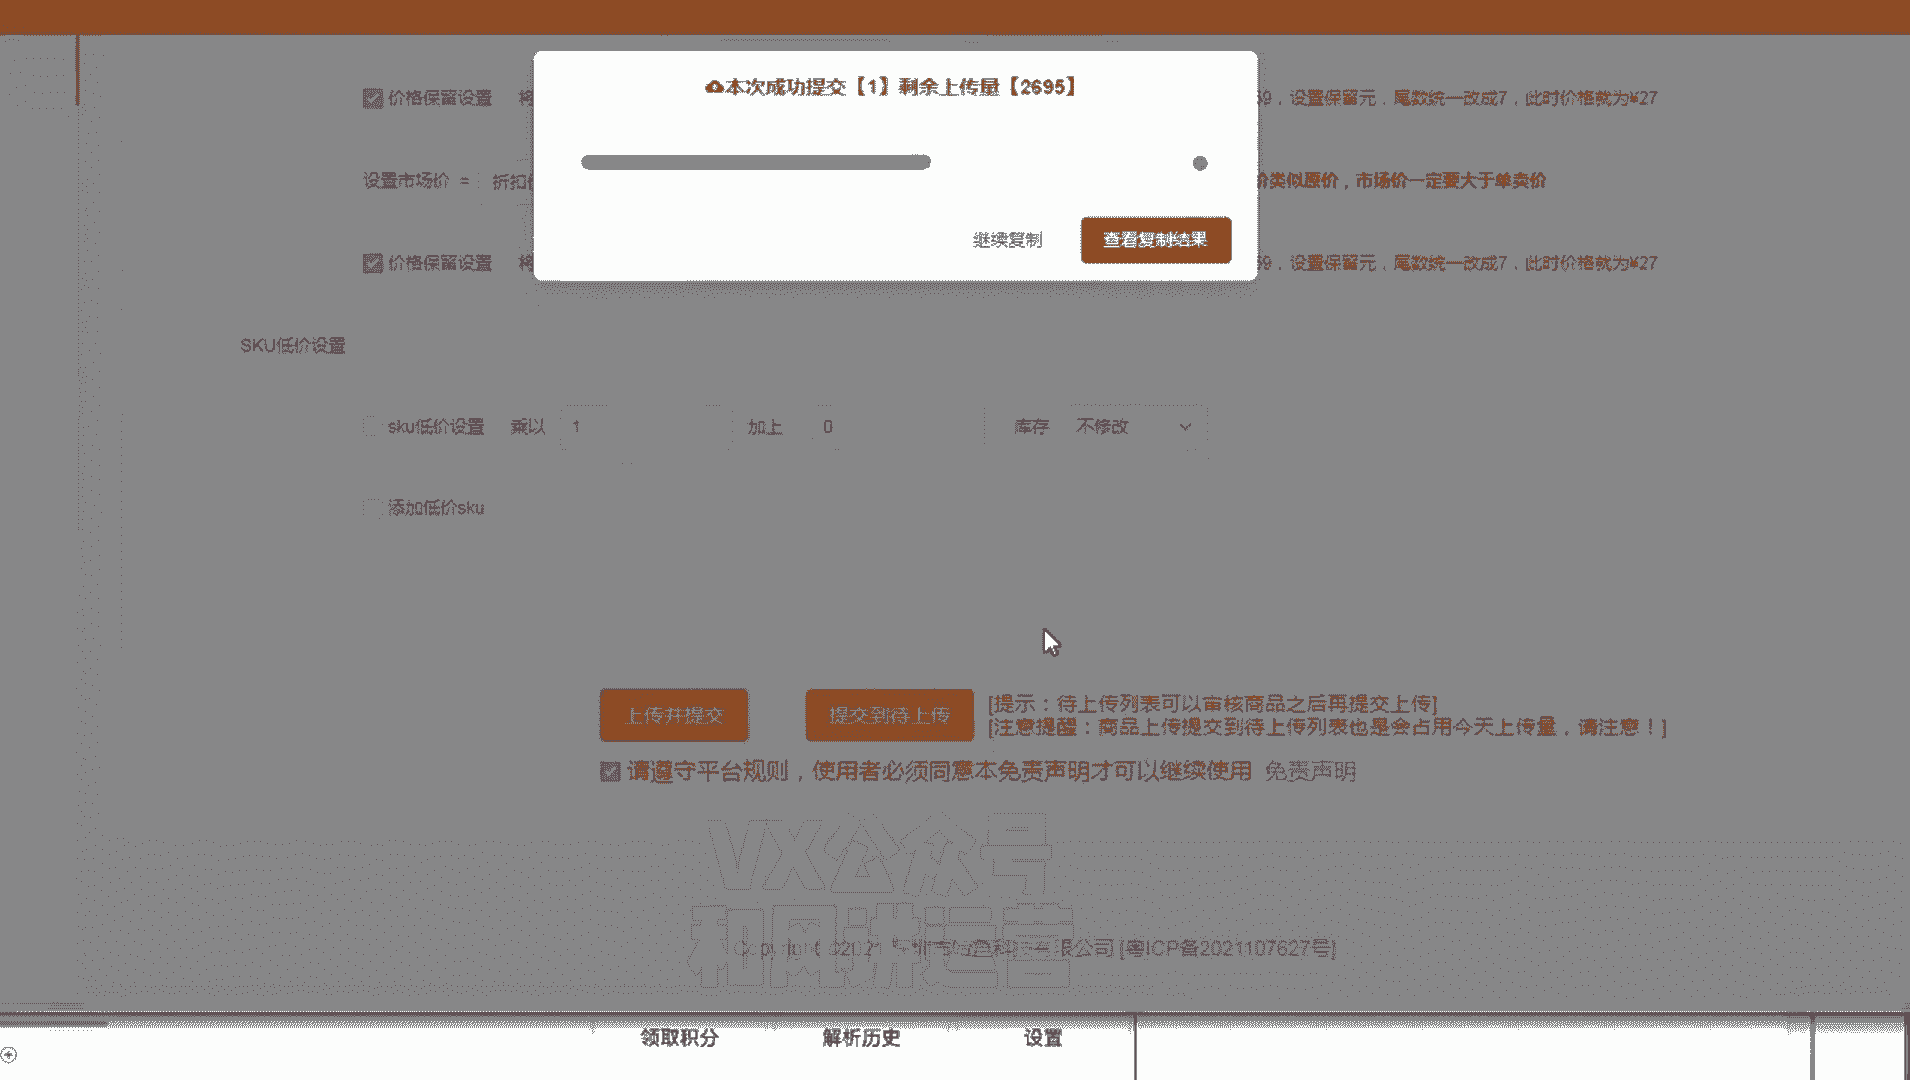 本次成功提交【1】剩余上传量【2695】
继续复制 查看复制结果
价格保留设置 将 9，设置保留元，尾数统一改成7，此时价格就为¥27
设置市场价 = 折扣 价类似原价，市场价一定要大于单卖价
价格保留设置 将 9，设置保留元，尾数统一改成7，此时价格就为¥27
SKU低价设置
sku低价设置 乘以 1 加上 0 库存 不修改
添加低价sku
上传并提交 提交到待上传 [提示：待上传列表可以审核商品之后再提交上传]
[注意提醒：商品上传提交到待上传列表也是会占用今天上传量，请注意！]
请遵守平台规则，使用者必须同意本免责声明才可以继续使用 免责声明
VX公众号
和风讲运营
限公司 [粤ICP备2021107627号]
领取积分 解析历史 设置